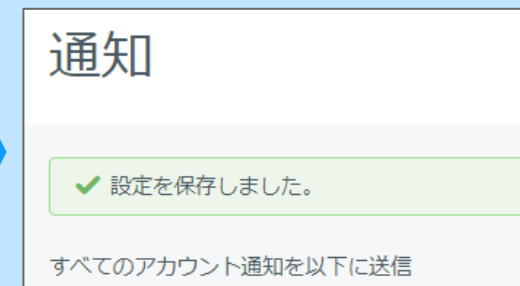 通知
設定を保存しました。
すべてのアカウント通知を以下に送信